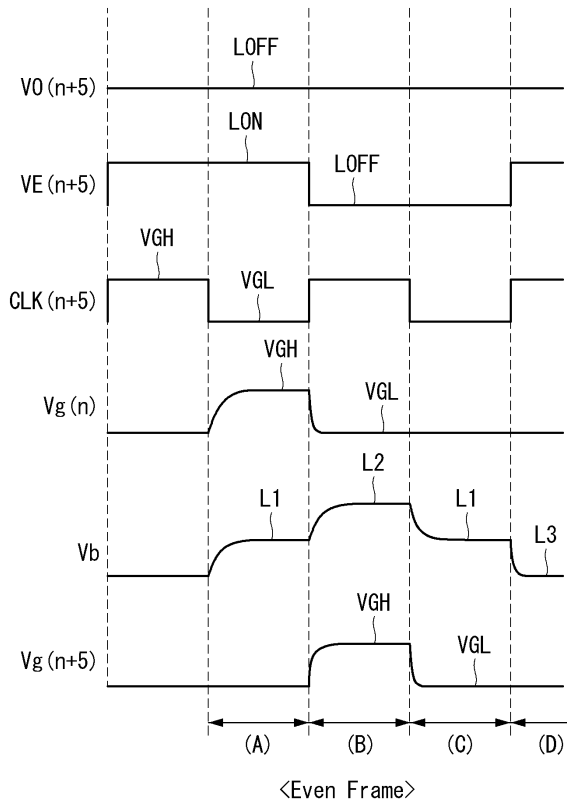 LOFF
VO(n+5)
LON
LOFF
VE(n+5)
VGH
CLK(n+5)
VGL
VGH
VGL
Vg(n)
L2
L1
L1
L3
Vb
VGH
VGL
Vg(n+5)
(A) (B) (C) (D)
<Even Frame>